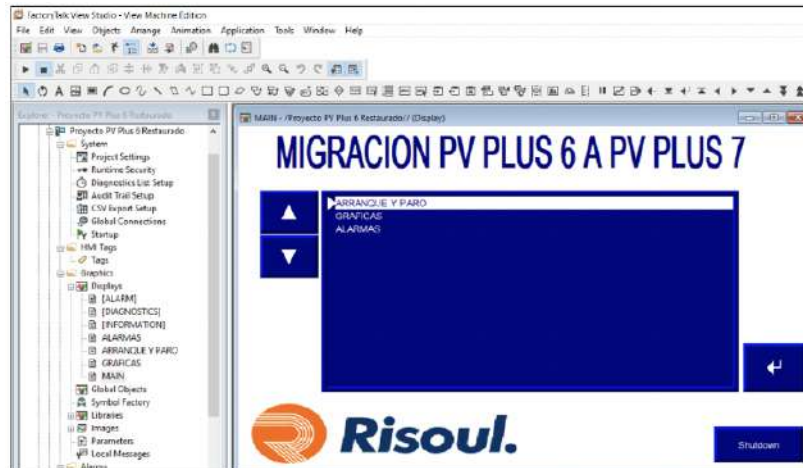 FactoryTalk View Studio - View Machine Edition
File Edit View Objects Arrange Animation Application Tools Window Help
Explorer - Proyecto PV Plus 6 Restaurado
Proyecto PV Plus 6 Restaurado
System
Project Settings
Runtime Security
Diagnostics List Setup
Audit Trail Setup
CSV Export Setup
Global Connections
Startup
HMI Tags
Tags
Graphics
Displays
[ALARM]
[DIAGNOSTICS]
[INFORMATION]
ALARMAS
ARRANQUE Y PARO
GRAFICAS
MAIN
Global Objects
Symbol Factory
Libraries
Images
Parameters
Local Messages
Alarms
MAIN - /Proyecto PV Plus 6 Restaurado// (Display)
MIGRACION PV PLUS 6 A PV PLUS 7
ARRANQUE Y PARO
GRAFICAS
ALARMAS
Risoul.
Shutdown